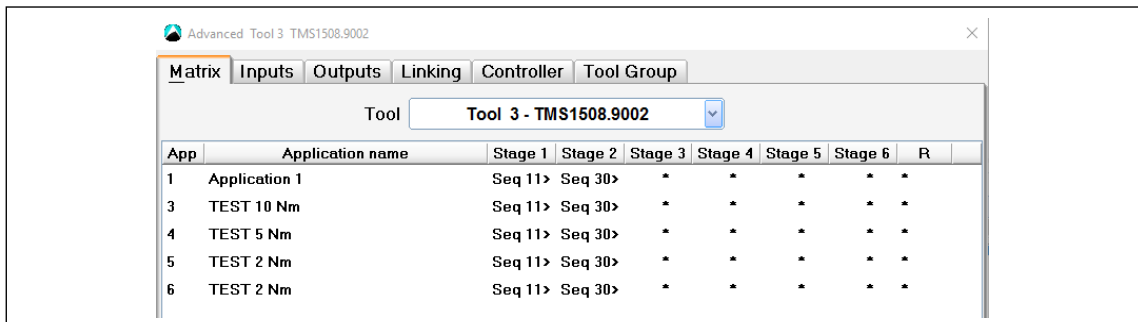 Advanced Tool 3 TMS1508.9002
Matrix Inputs Outputs Linking Controller Tool Group
Tool Tool 3 - TMS1508.9002
App Application name Stage 1 Stage 2 Stage 3 Stage 4 Stage 5 Stage 6 R
1 Application 1 Seq 11> Seq 30> * * * * *
3 TEST 10 Nm Seq 11> Seq 30> * * * * *
4 TEST 5 Nm Seq 11> Seq 30> * * * * *
5 TEST 2 Nm Seq 11> Seq 30> * * * * *
6 TEST 2 Nm Seq 11> Seq 30> * * * * *